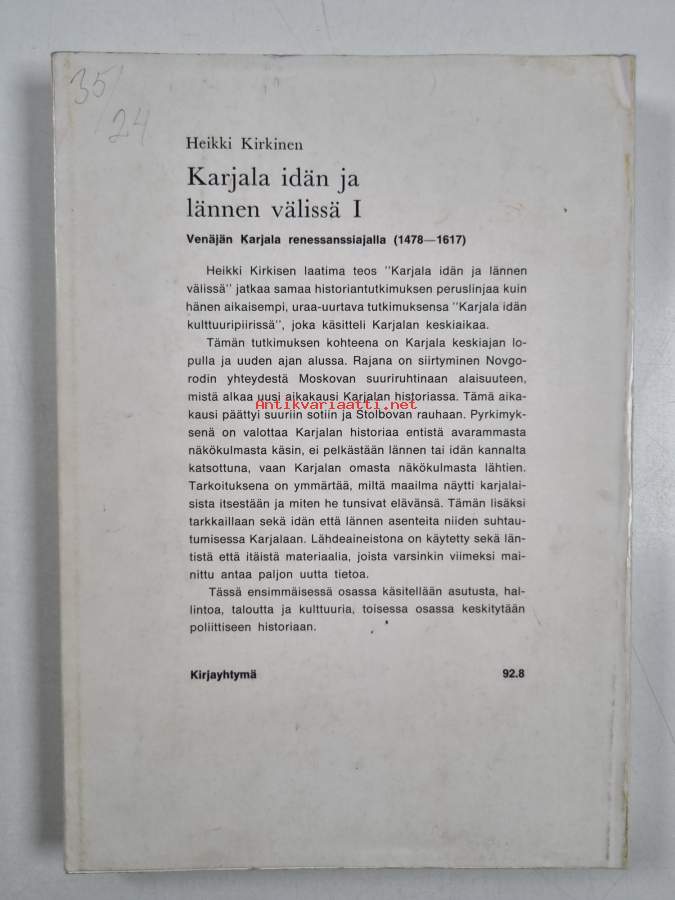 35/
/24
Heikki Kirkinen
Karjala idän ja
lännen välissä I
Venäjän Karjala renessanssiajalla (1478—1617)
Heikki Kirkisen laatima teos "Karjala idän ja lännen
välissä" jatkaa samaa historiantutkimuksen peruslinjaa kuin
hänen aikaisempi, uraa-uurtava tutkimuksensa "Karjala idän
kulttuuripiirissä", joka käsitteli Karjalan keskiaikaa.
Tämän tutkimuksen kohteena on Karjala keskiajan lo-
pulla ja uuden ajan alussa. Rajana on siirtyminen Novgo-
rodin yhteydestä Moskovan suuriruhtinaan alaisuuteen,
mistä alkaa uusi aikakausi Karjalan historiassa. Tämä aika-
Antikvariaatti.net
kausi päättyi suuriin sotiin ja Stolbovan rauhaan. Pyrkimyk-
senä on valottaa Karjalan historiaa entistä avarammasta
näkökulmasta käsin, ei pelkästään lännen tai idän kannalta
katsottuna, vaan Karjalan omasta näkökulmasta lähtien.
Tarkoituksena on ymmärtää, miltä maailma näytti karjalai-
sista itsestään ja miten he tunsivat elävänsä. Tämän lisäksi
tarkkaillaan sekä idän että lännen asenteita niiden suhtau-
tumisessa Karjalaan. Lähdeaineistona on käytetty sekä län-
tistä että itäistä materiaalia, joista varsinkin viimeksi mai-
nittu antaa paljon uutta tietoa.
Tässä ensimmäisessä osassa käsitellään asutusta, hal-
lintoa, taloutta ja kulttuuria, toisessa osassa keskitytään
poliittiseen historiaan.
Kirjayhtymä 92.8